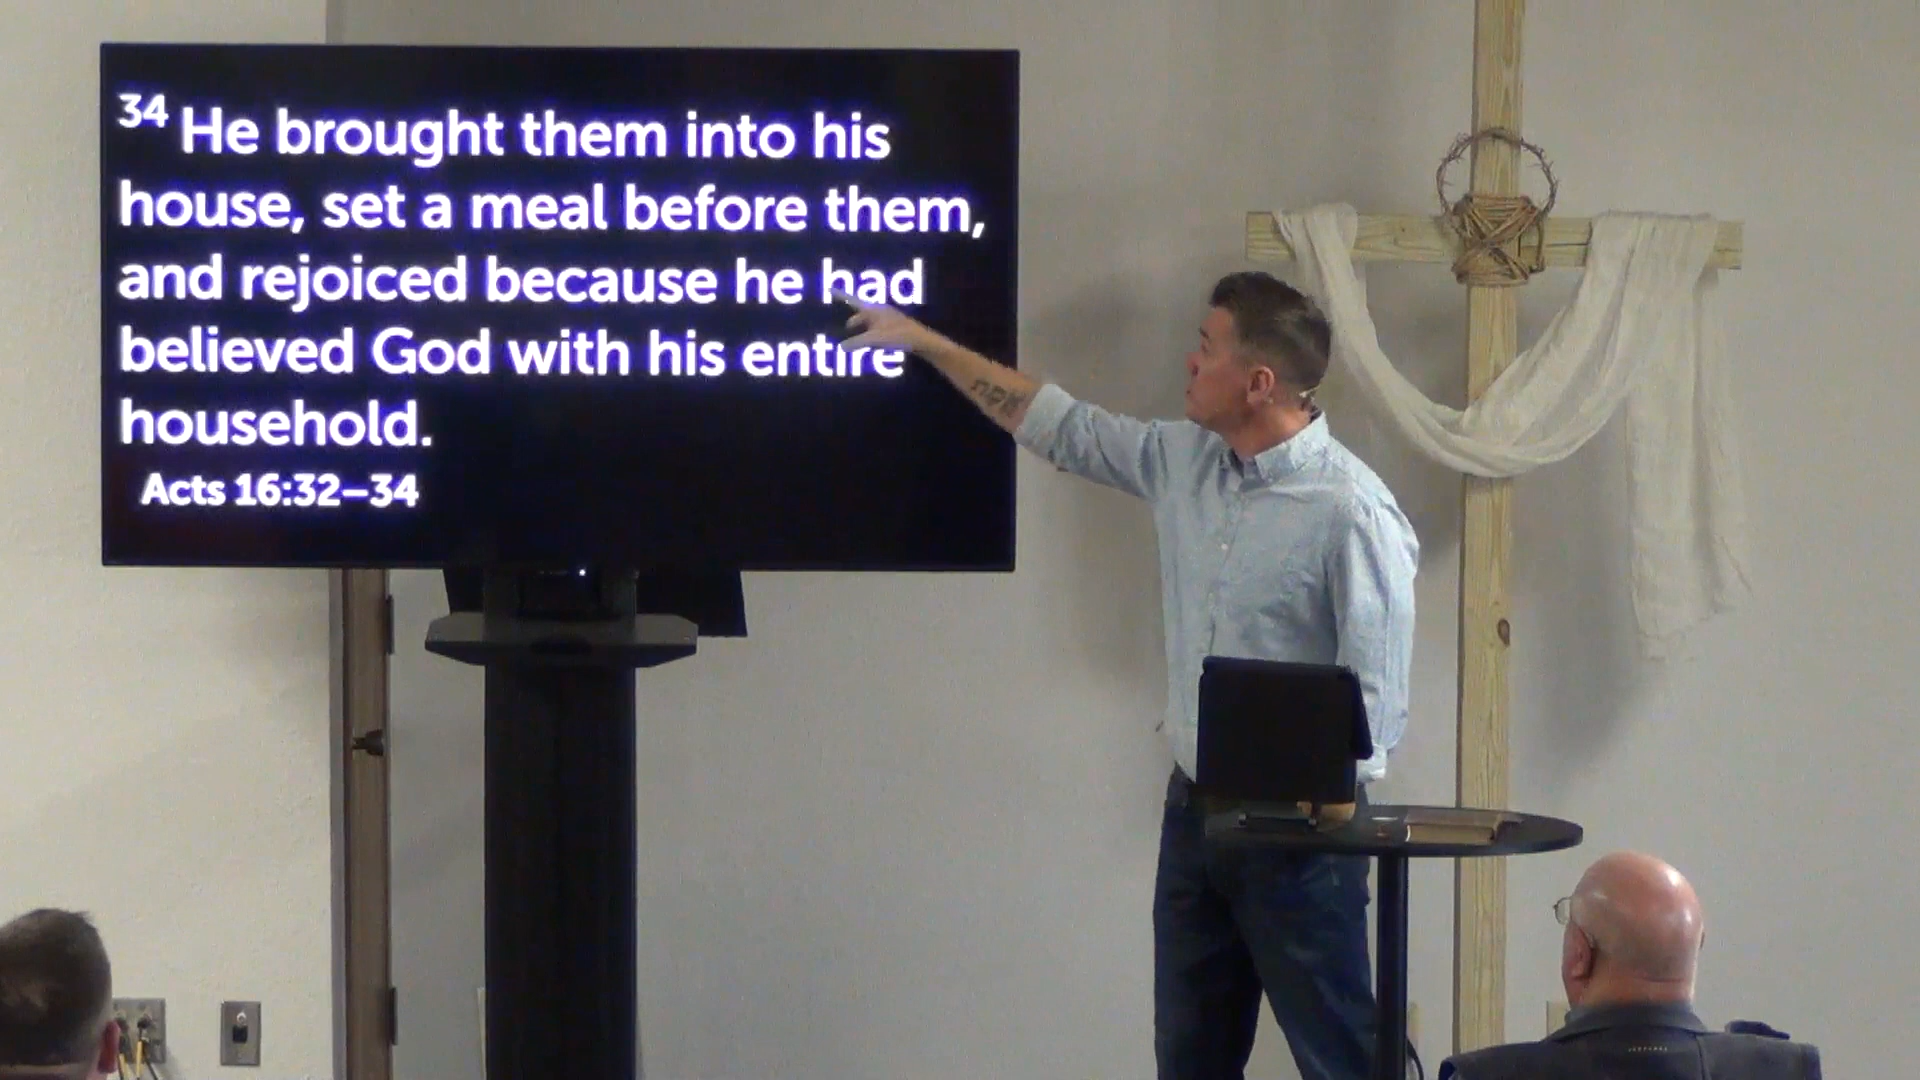 34 He brought them into his
house, set a meal before them,
and rejoiced because he had
believed God with his entire
household.
Acts 16:32–34